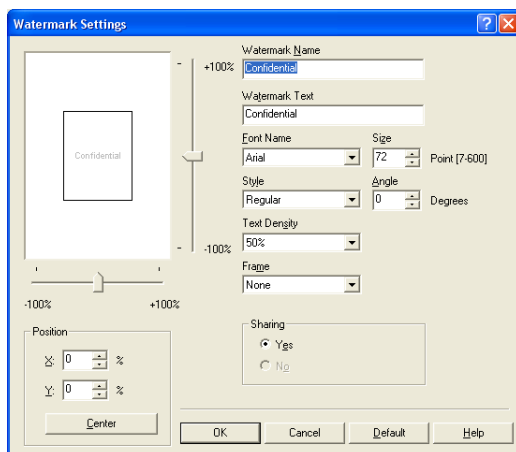 Watermark Settings
Watermark Name
+100%
Confidential
Watermark Text
Confidential
Font Name
Size
Confidential
Arial
72
Point [7-600]
Style
Angle
Regular
0
Degrees
Text Density
-100%
50%
Frame
None
-100%
+100%
Sharing
Position
Yes
X:
0
%
No
Y:
0
%
Center
OK
Cancel
Default
Help